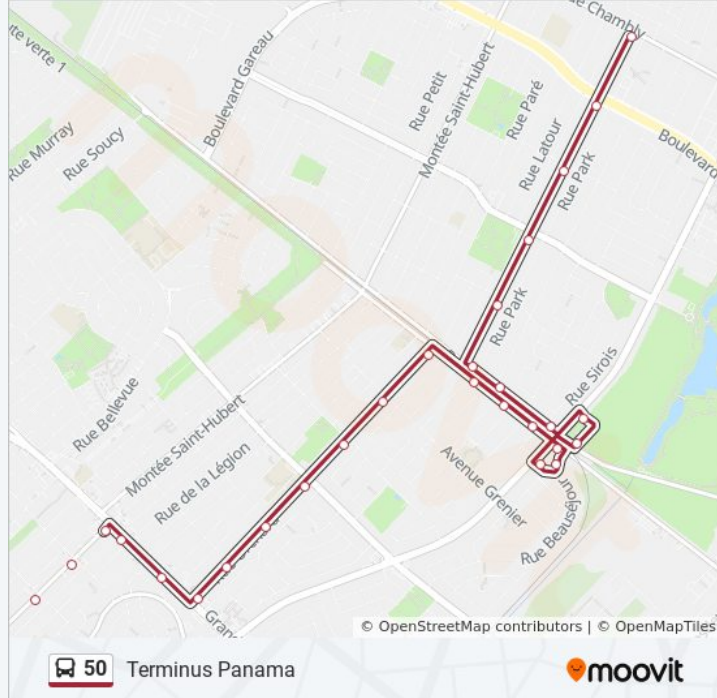 e Chambly
ute verte 1
Boulevard Gareau
Rue Petit
Montée Saint-Hubert
Rue Paré
Rue Murray
Rue Soucy
Rue Latour
Rue Park
Boulevard
Rue Park
Rue Sirois
Rue Bellevue
Montée Saint-Hubert
Rue de la Légion
Avenue Grenier
Rue Beauséjour
Gran
© OpenStreetMap contributors | © OpenMapTiles
50 Terminus Panama
moovit